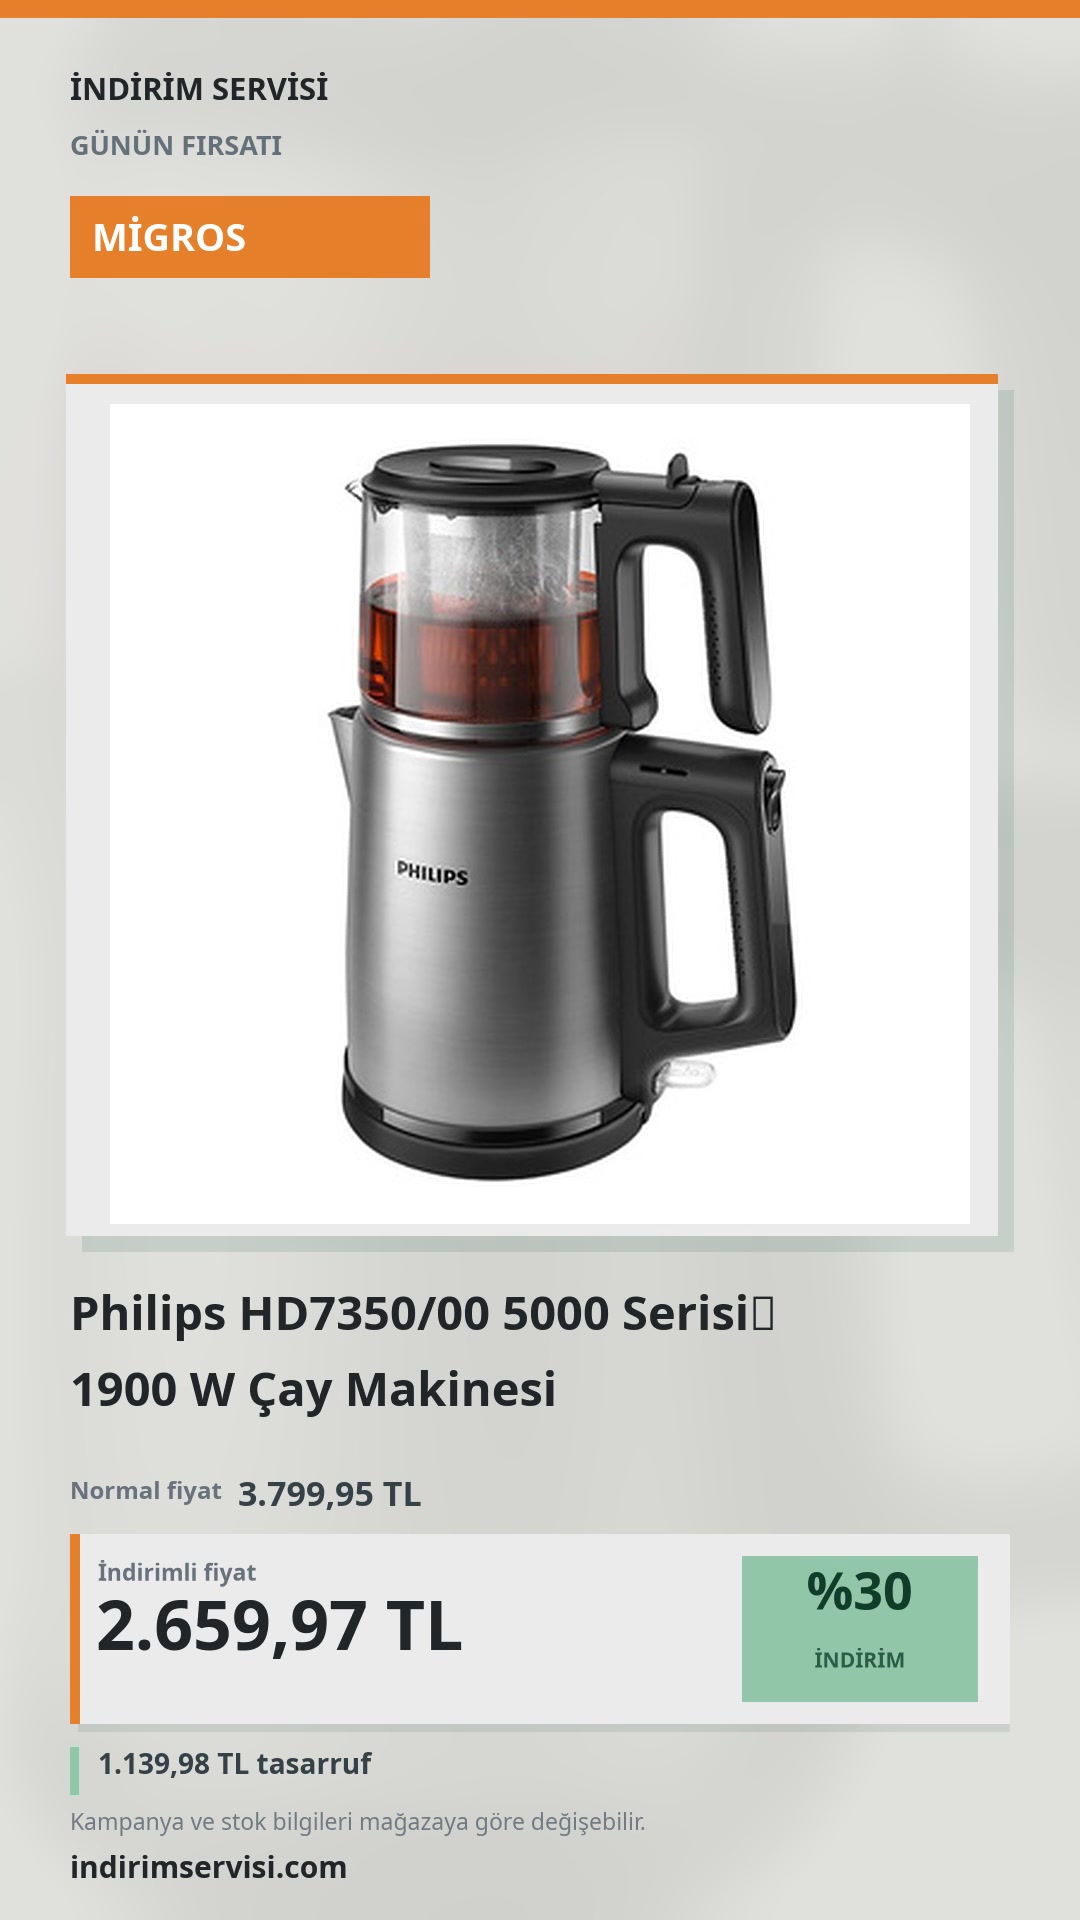 İNDİRİM SERVİSİ
GÜNÜN FIRSATI
MİGROS
PHILIPS
Philips HD7350/00 5000 Serisi
1900 W Çay Makinesi
Normal fiyat 3.799,95 TL
İndirimli fiyat
2.659,97 TL
%30
İNDİRİM
1.139,98 TL tasarruf
Kampanya ve stok bilgileri mağazaya göre değişebilir.
indirimservisi.com